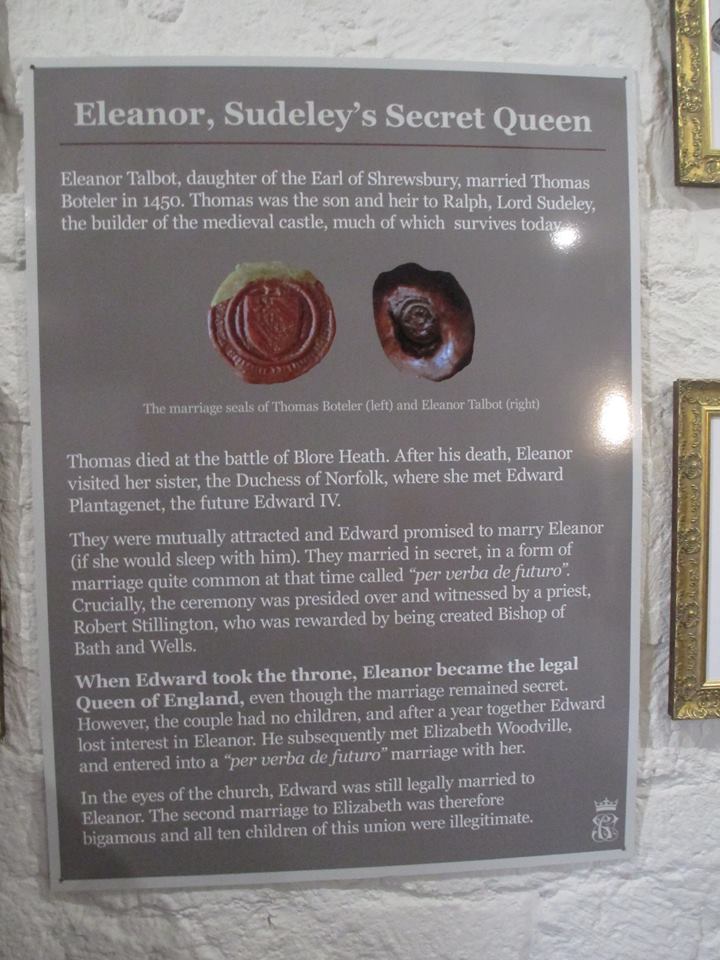 Eleanor, Sudeley's Secret Queen
Eleanor Talbot, daughter of the Earl of Shrewsbury, married Thomas
Boteler in 1450. Thomas was the son and heir to Ralph, Lord Sudeley,
the builder of the medieval castle, much of which survives today.
The marriage seals of Thomas Boteler (left) and Eleanor Talbot (right)
Thomas died at the battle of Blore Heath. After his death, Eleanor
visited her sister, the Duchess of Norfolk, where she met Edward
Plantagenet, the future Edward IV.
They were mutually attracted and Edward promised to marry Eleanor
(if she would sleep with him). They married in secret, in a form of
marriage quite common at that time called "per verba de futuro".
Crucially, the ceremony was presided over and witnessed by a priest,
Robert Stillington, who was rewarded by being created Bishop of
Bath and Wells.
When Edward took the throne, Eleanor became the legal
Queen of England, even though the marriage remained secret.
However, the couple had no children, and after a year together Edward
lost interest in Eleanor. He subsequently met Elizabeth Woodville,
and entered into a "per verba de futuro" marriage with her.
In the eyes of the church, Edward was still legally married to
Eleanor. The second marriage to Elizabeth was therefore
bigamous and all ten children of this union were illegitimate.